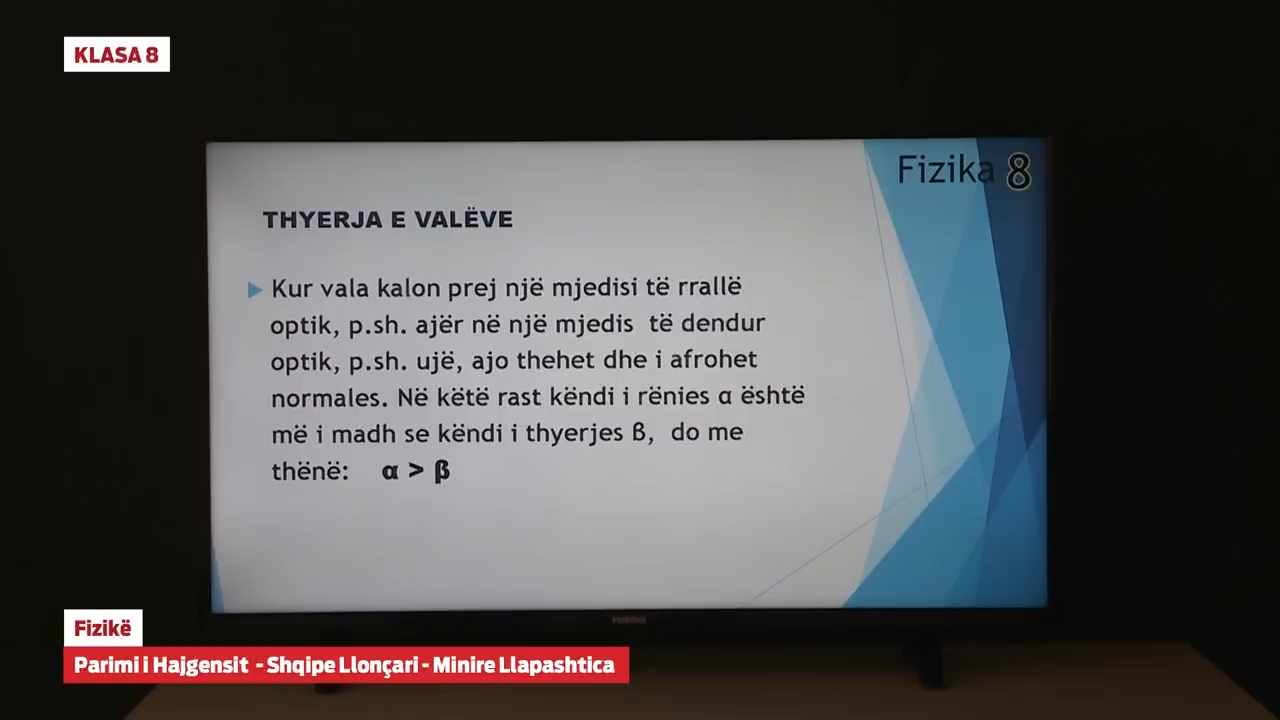 KLASA 8
Fizika 8
THYERJA E VALËVE
Kur vala kalon prej një mjedisi të rrallë
optik, p.sh. ajër në një mjedis të dendur
optik, p.sh. ujë, ajo thehet dhe i afrohet
normales. Në këtë rast këndi i rënies α është
më i madh se këndi i thyerjes ß, do me
thënë: α > β
Fizikë
Parimi i Hajgensit - Shqipe Llonçari - Minire Llapashtica